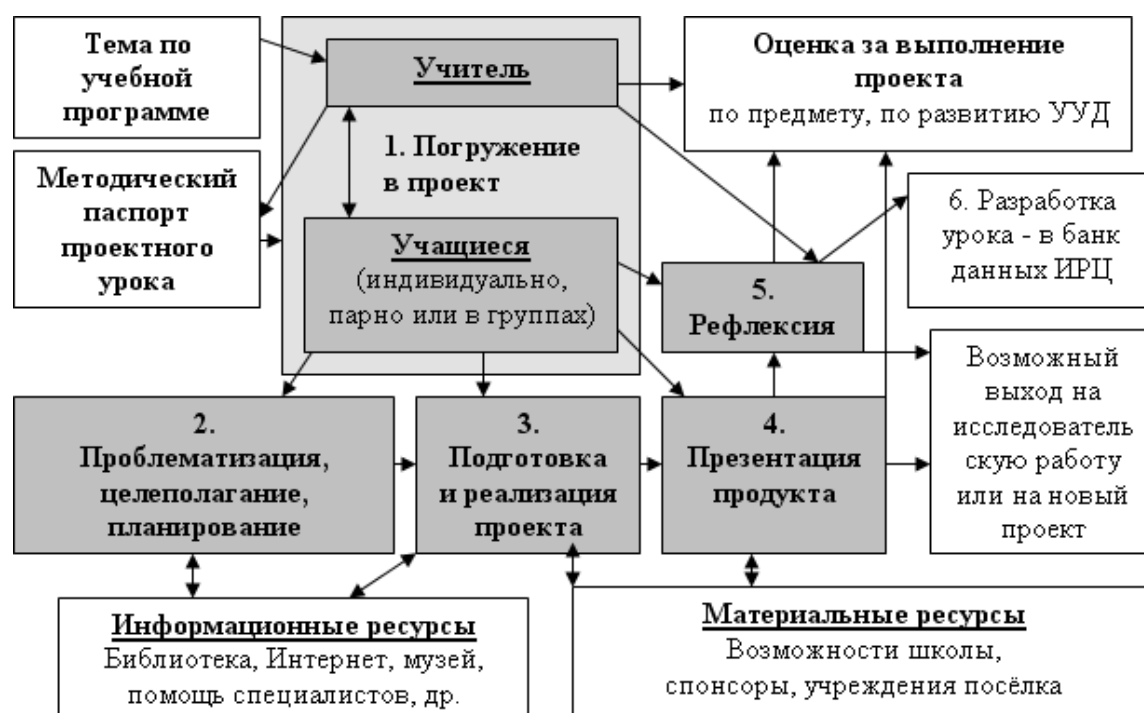 Тема по
учебной
программе
Учитель
Оценка за выполнение
проекта
по предмету, по развитию УУД
1. Погружение
в проект
Методический
паспорт
проектного
урока
Учащиеся
(индивидуально,
парно или в группах)
6. Разработка
урока - в банк
данных ИРЦ
5.
Рефлексия
2.
Проблематизация,
целеполагание,
планирование
3.
Подготовка
и реализация
проекта
4.
Презентация
продукта
Возможный
выход на
исследователь
скую работу
или на новый
проект
Информационные ресурсы
Библиотека, Интернет, музей,
помощь специалистов, др.
Материальные ресурсы
Возможности школы,
спонсоры, учреждения посёлка